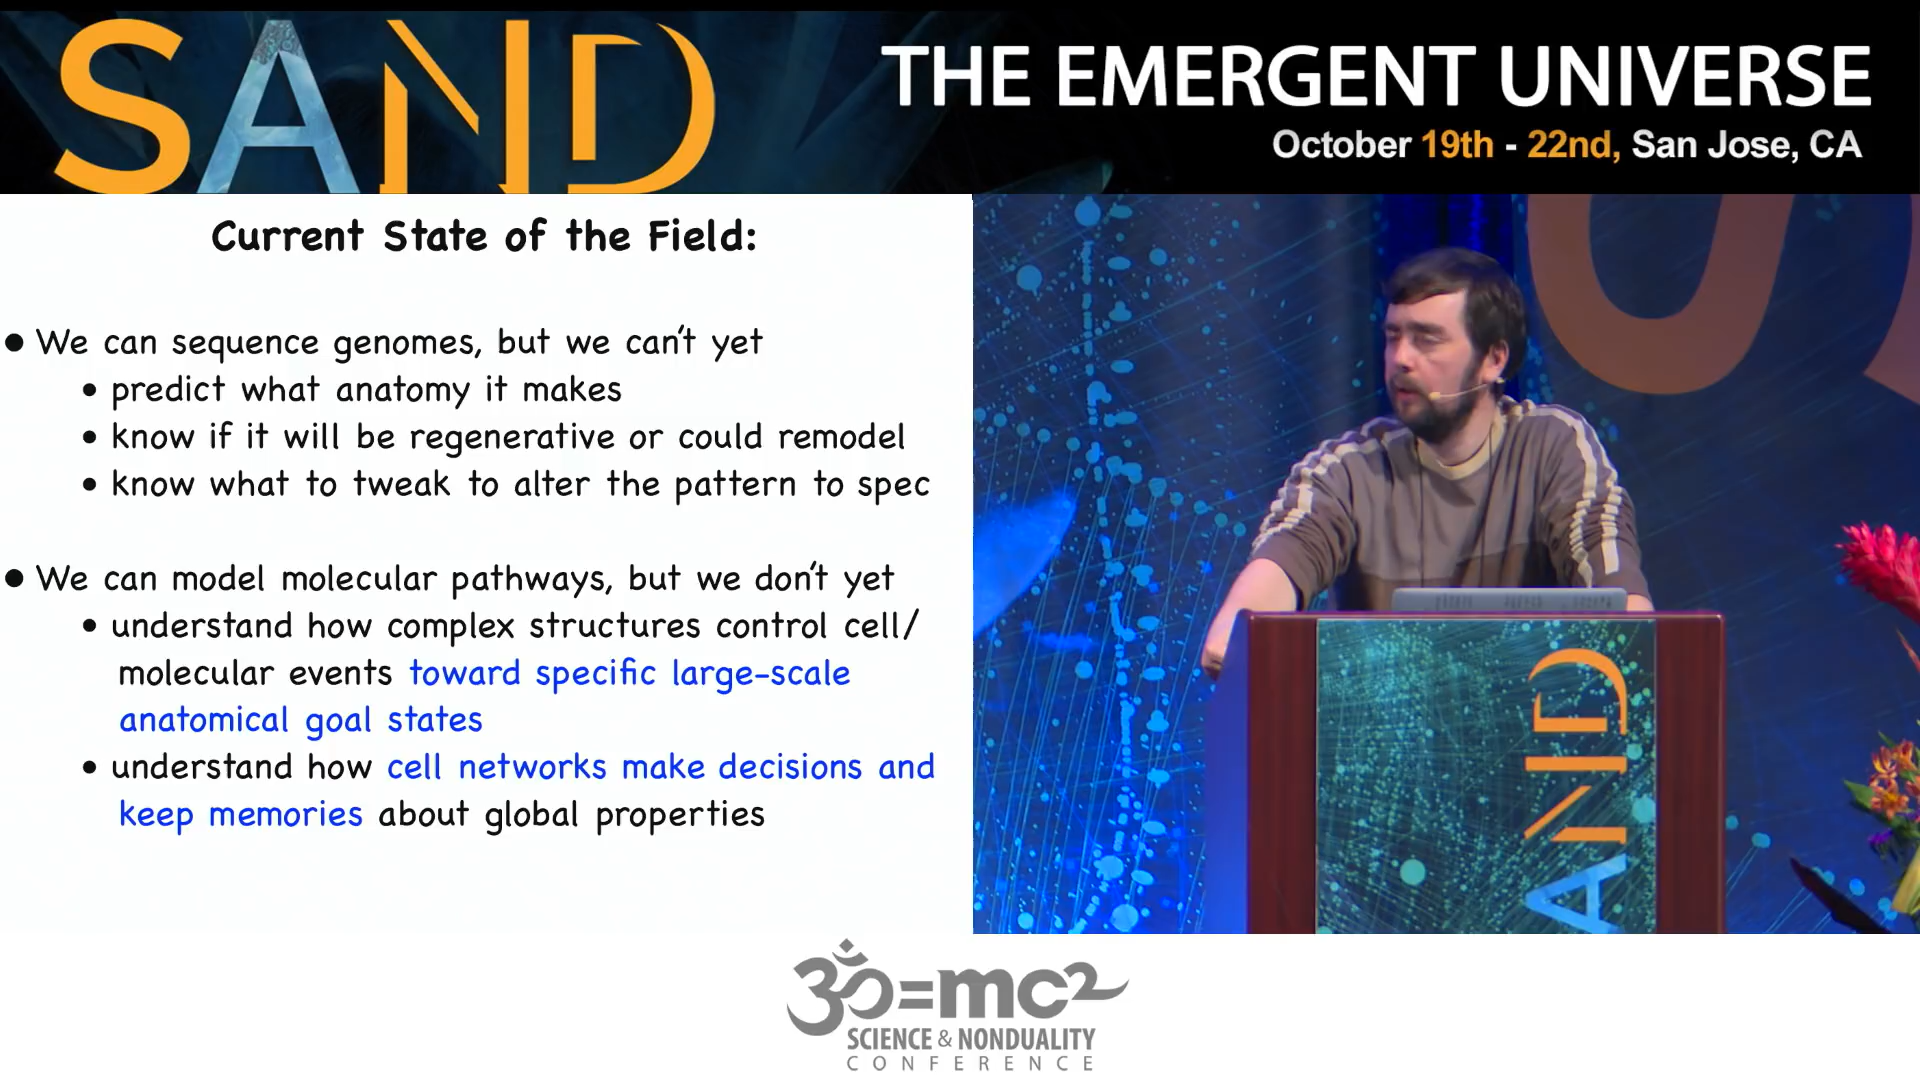 SAND
THE EMERGENT UNIVERSE
October 19th - 22nd, San Jose, CA
Current State of the Field:
● We can sequence genomes, but we can't yet
• predict what anatomy it makes
• know if it will be regenerative or could remodel
• know what to tweak to alter the pattern to spec
● We can model molecular pathways, but we don't yet
• understand how complex structures control cell/
molecular events toward specific large-scale
anatomical goal states
• understand how cell networks make decisions and
keep memories about global properties
AND
ॐ=mc2
SCIENCE & NONDUALITY
CONFERENCE